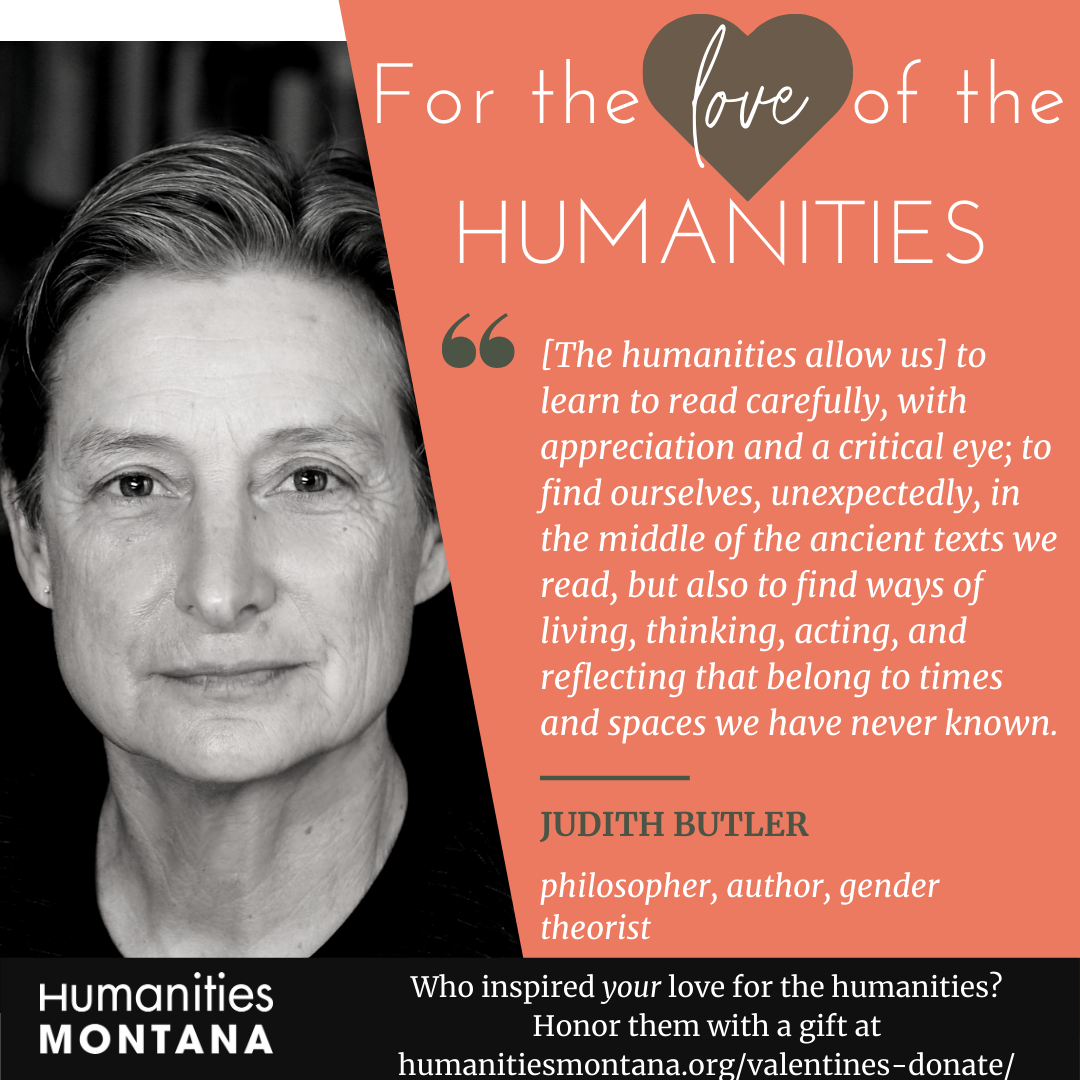 For the love of the
HUMANITIES
“
[The humanities allow us] to
learn to read carefully, with
appreciation and a critical eye; to
find ourselves, unexpectedly, in
the middle of the ancient texts we
read, but also to find ways of
living, thinking, acting, and
reflecting that belong to times
and spaces we have never known.
JUDITH BUTLER
philosopher, author, gender
theorist
Humanities
MONTANA
Who inspired your love for the humanities?
Honor them with a gift at
humanitiesmontana.org/valentines-donate/